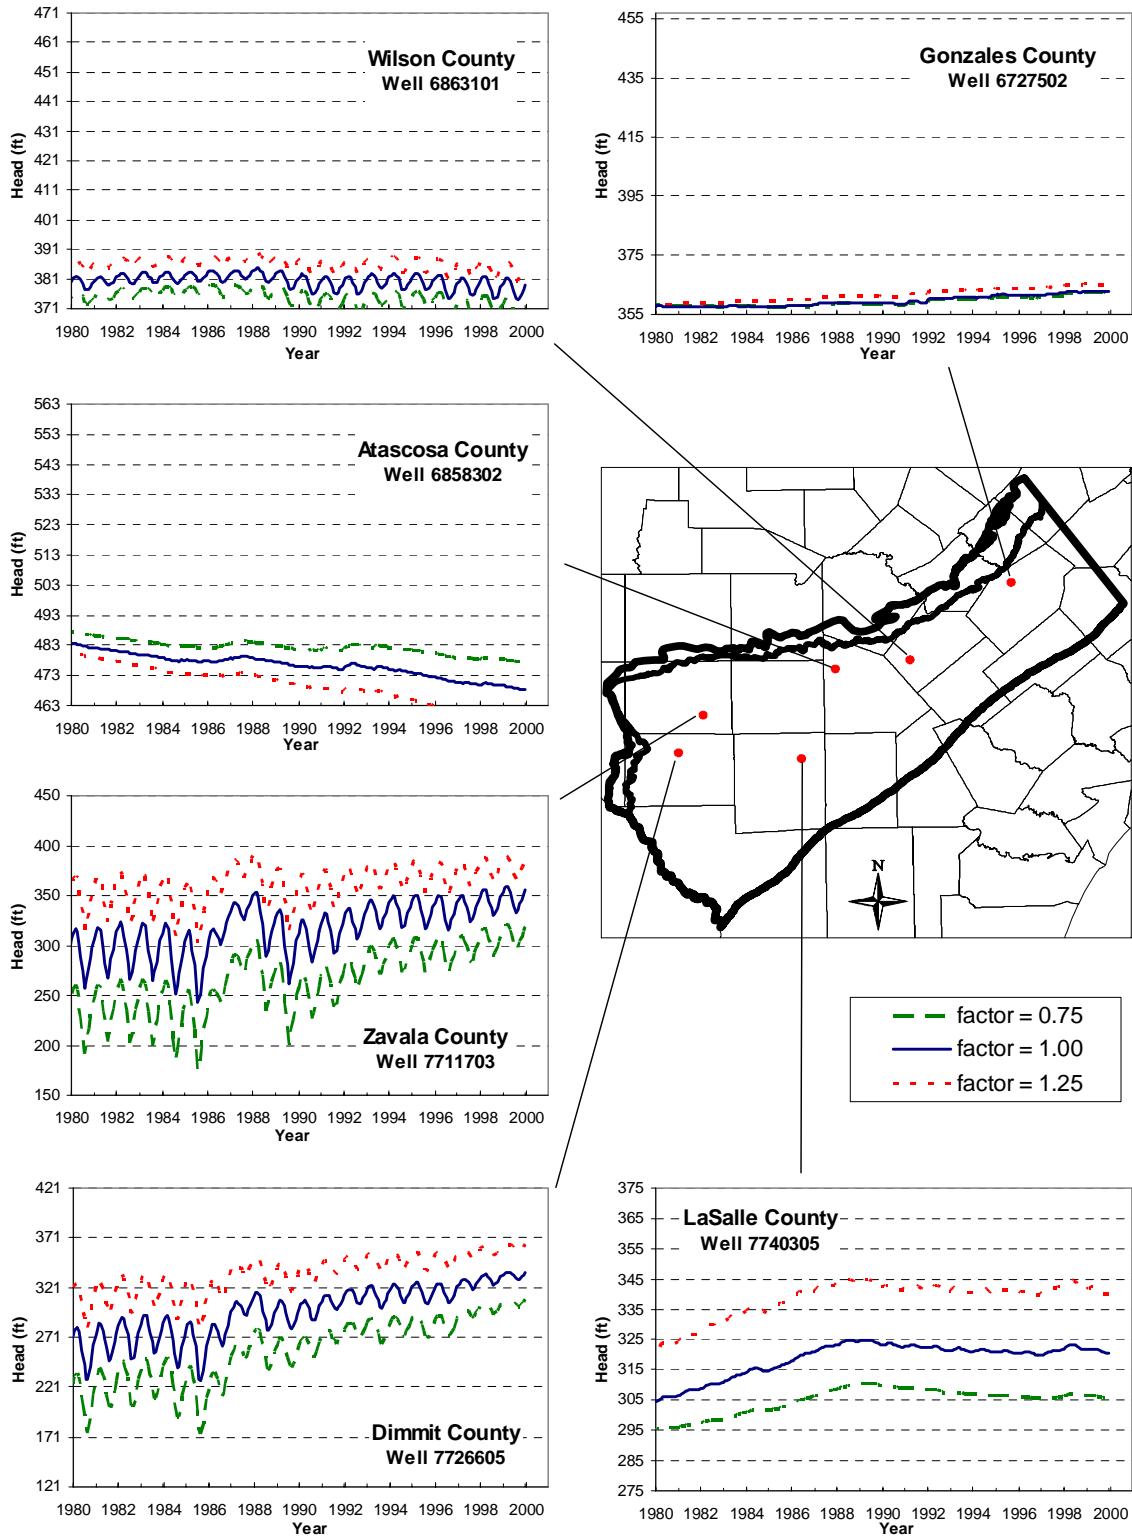 471
461
451
441
431
421
411
401
391
381
371
Head (ft)
Wilson County
Well 6863101
1980 1982 1984 1986 1988 1990 1992 1994 1996 1998 2000
Year
455
435
415
395
375
355
Head (ft)
Gonzales County
Well 6727502
1980 1982 1984 1986 1988 1990 1992 1994 1996 1998 2000
Year
563
553
543
533
523
513
503
493
483
473
463
Head (ft)
Atascosa County
Well 6858302
1980 1982 1984 1986 1988 1990 1992 1994 1996 1998 2000
Year
N
450
400
350
300
250
200
150
Head (ft)
Zavala County
Well 7711703
1980 1982 1984 1986 1988 1990 1992 1994 1996 1998 2000
Year
factor = 0.75
factor = 1.00
factor = 1.25
421
371
321
271
221
171
121
Head (ft)
Dimmit County
Well 7726605
1980 1982 1984 1986 1988 1990 1992 1994 1996 1998 2000
Year
375
365
355
345
335
325
315
305
295
285
275
Head (ft)
LaSalle County
Well 7740305
1980 1982 1984 1986 1988 1990 1992 1994 1996 1998 2000
Year